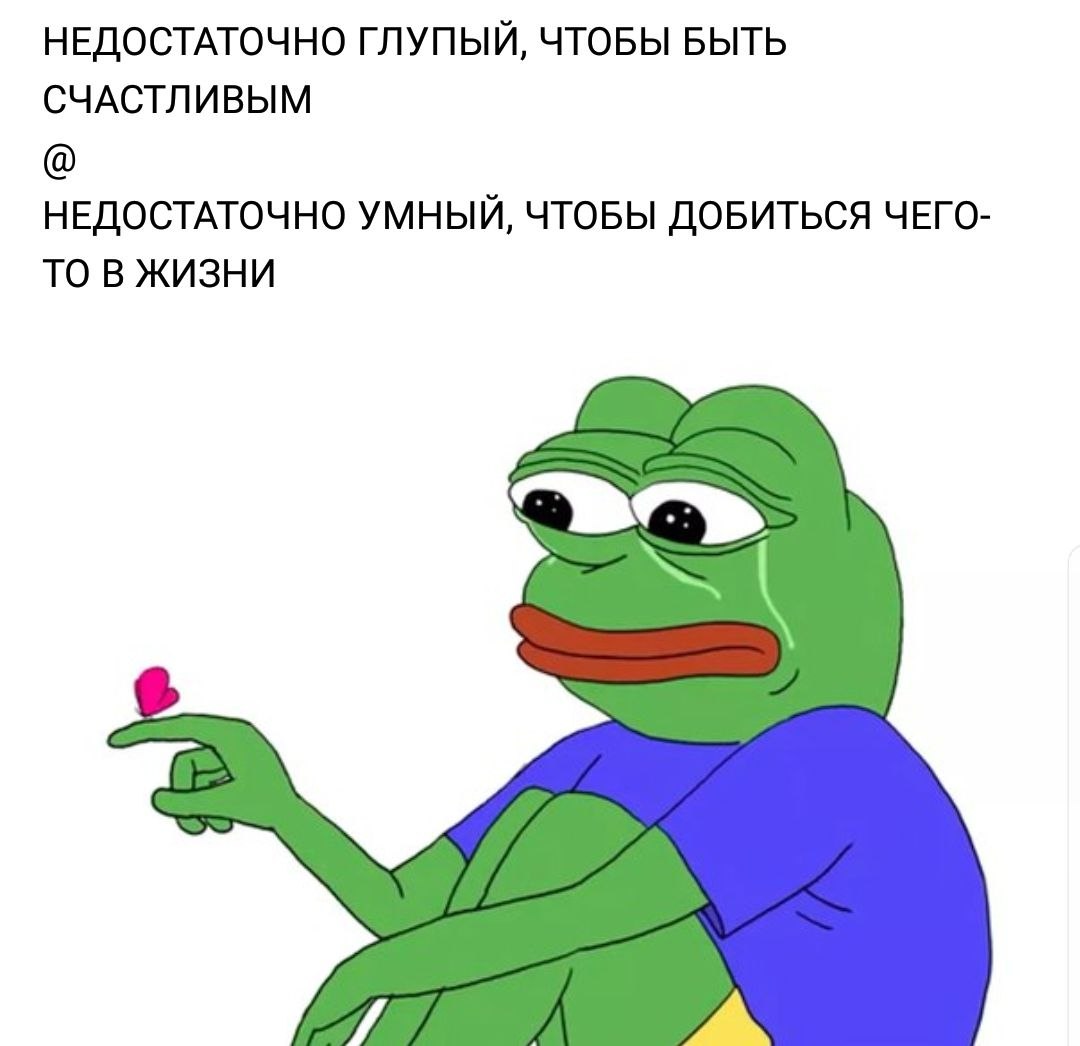 НЕДОСТАТОЧНО ГЛУПЫЙ, ЧТОБЫ БЫТЬ
СЧАСТЛИВЫМ
@
НЕДОСТАТОЧНО УМНЫЙ, ЧТОБЫ ДОБИТЬСЯ ЧЕГО-
ТО В ЖИЗНИ